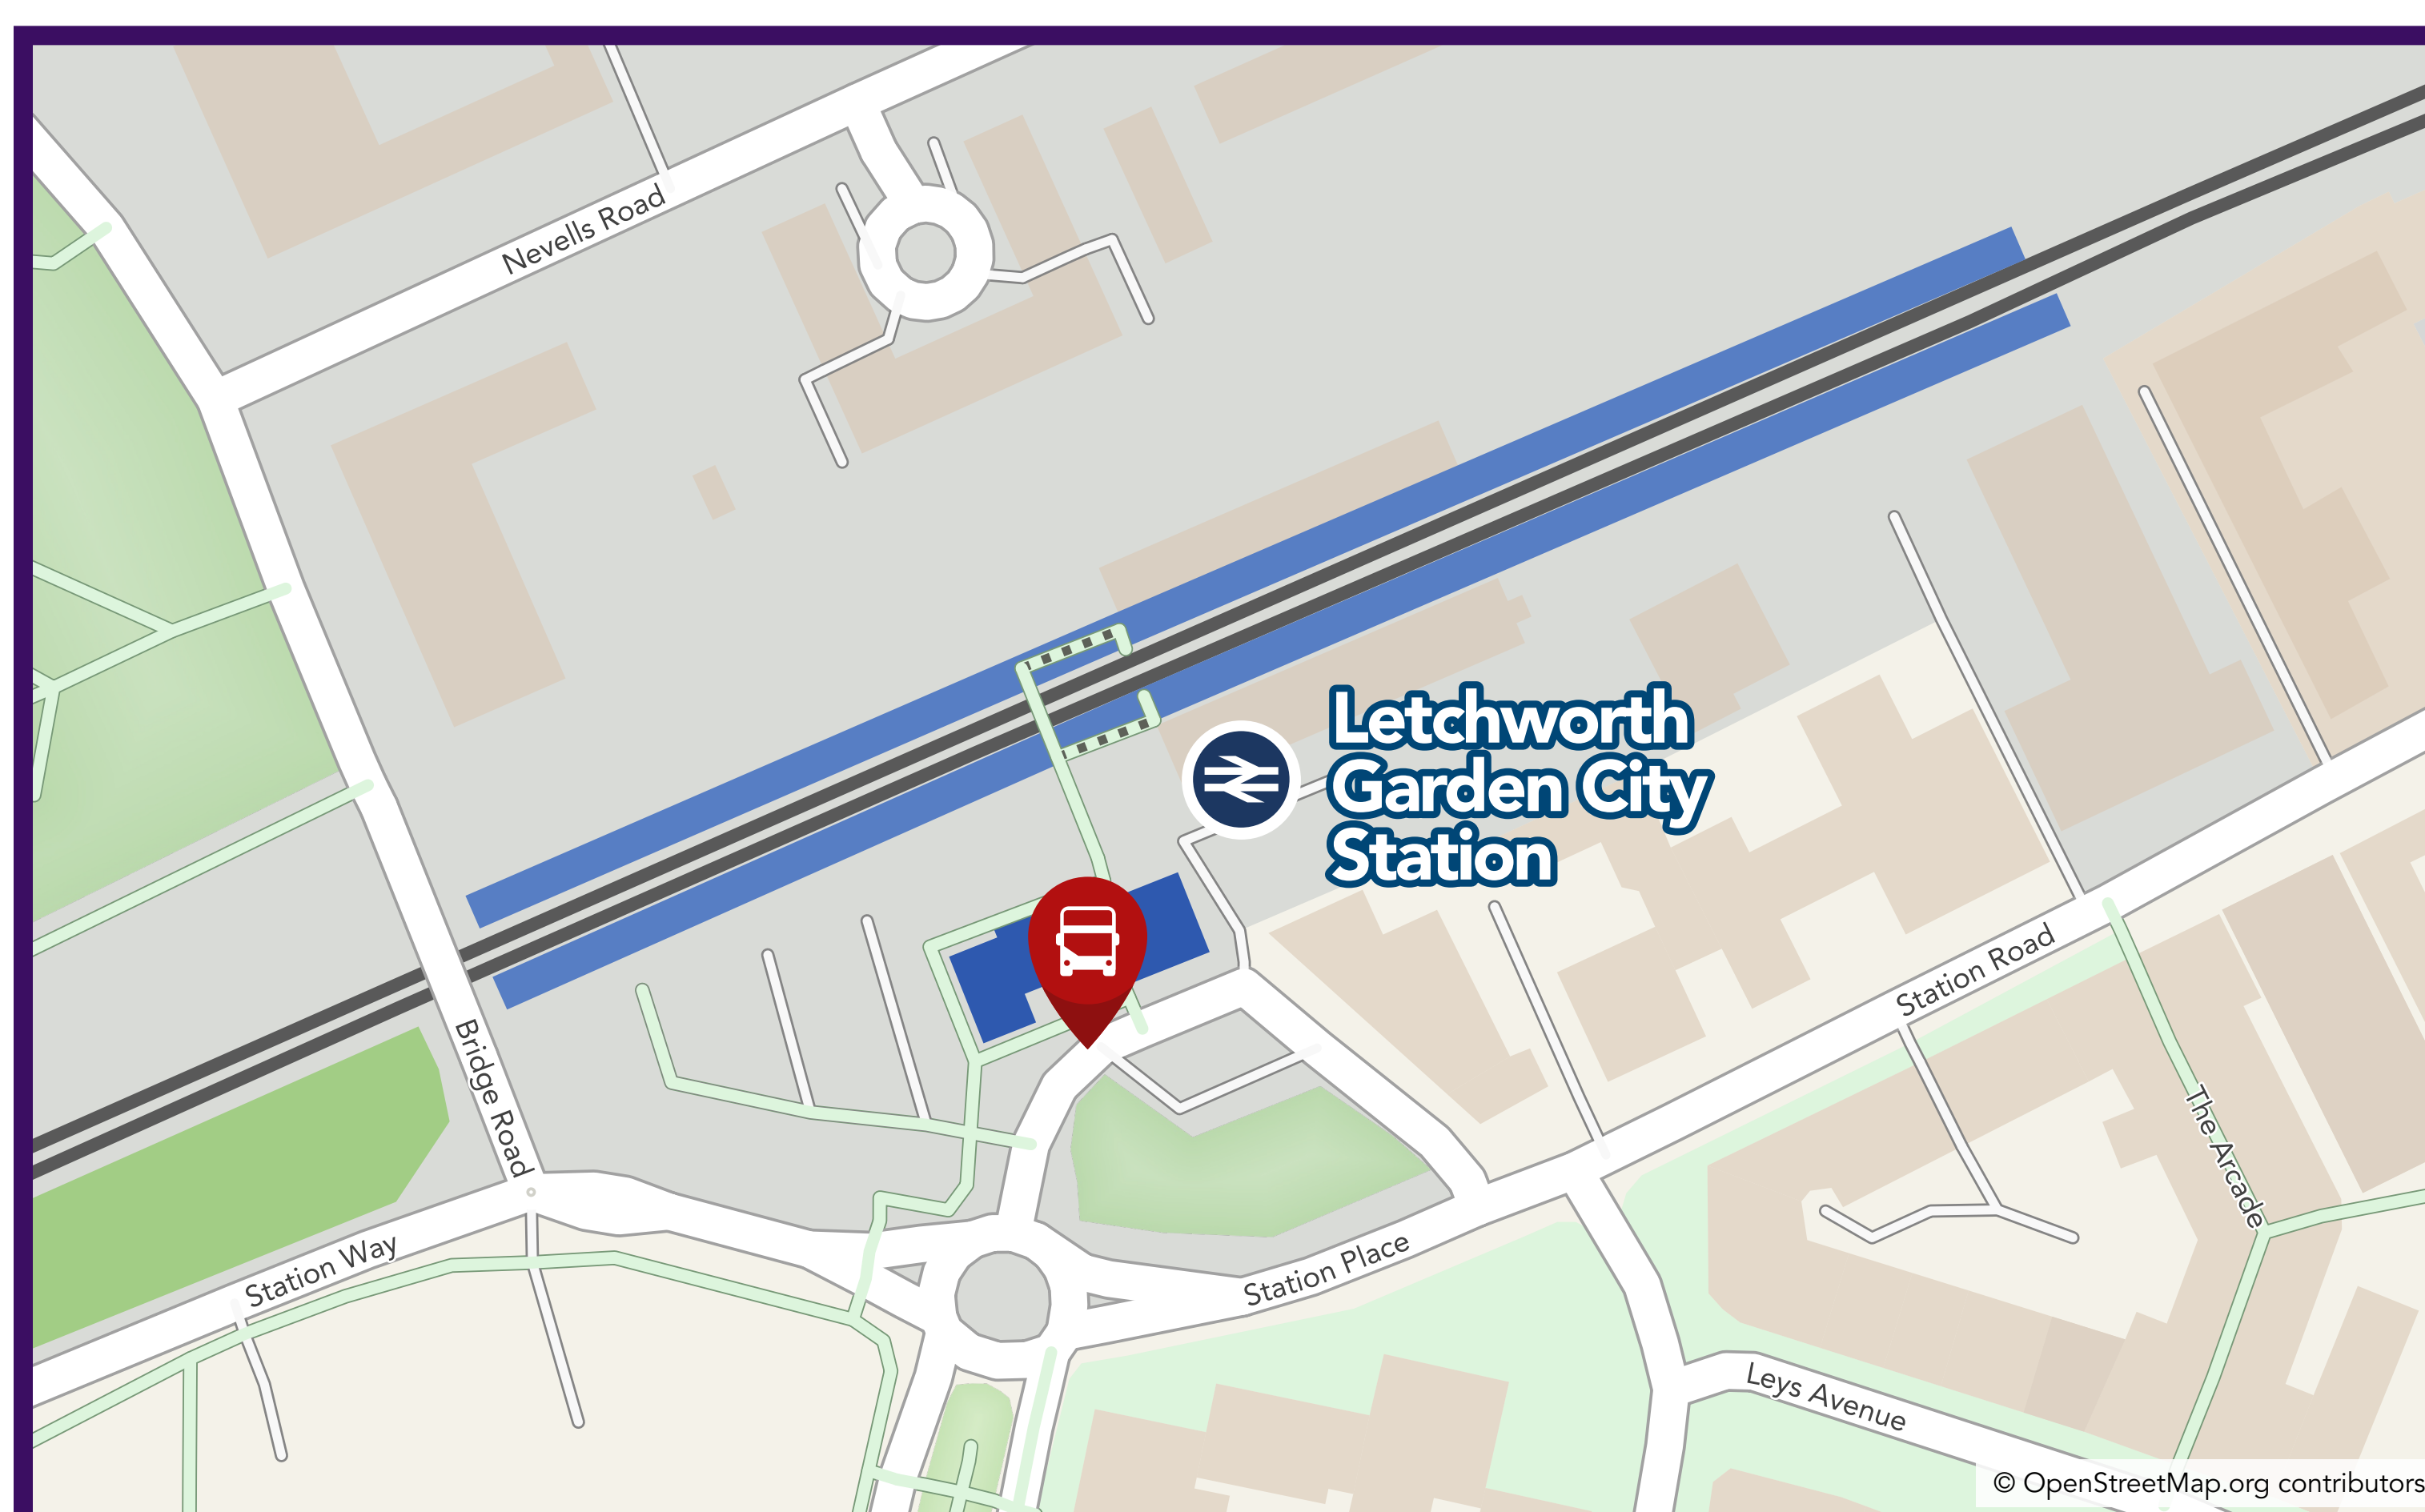 Nevells Road
Letchworth
Garden City
Station
Station Road
Bridge Road
The Arcade
Station Way
Station Place
Leys Avenue
© OpenStreetMap.org contributors